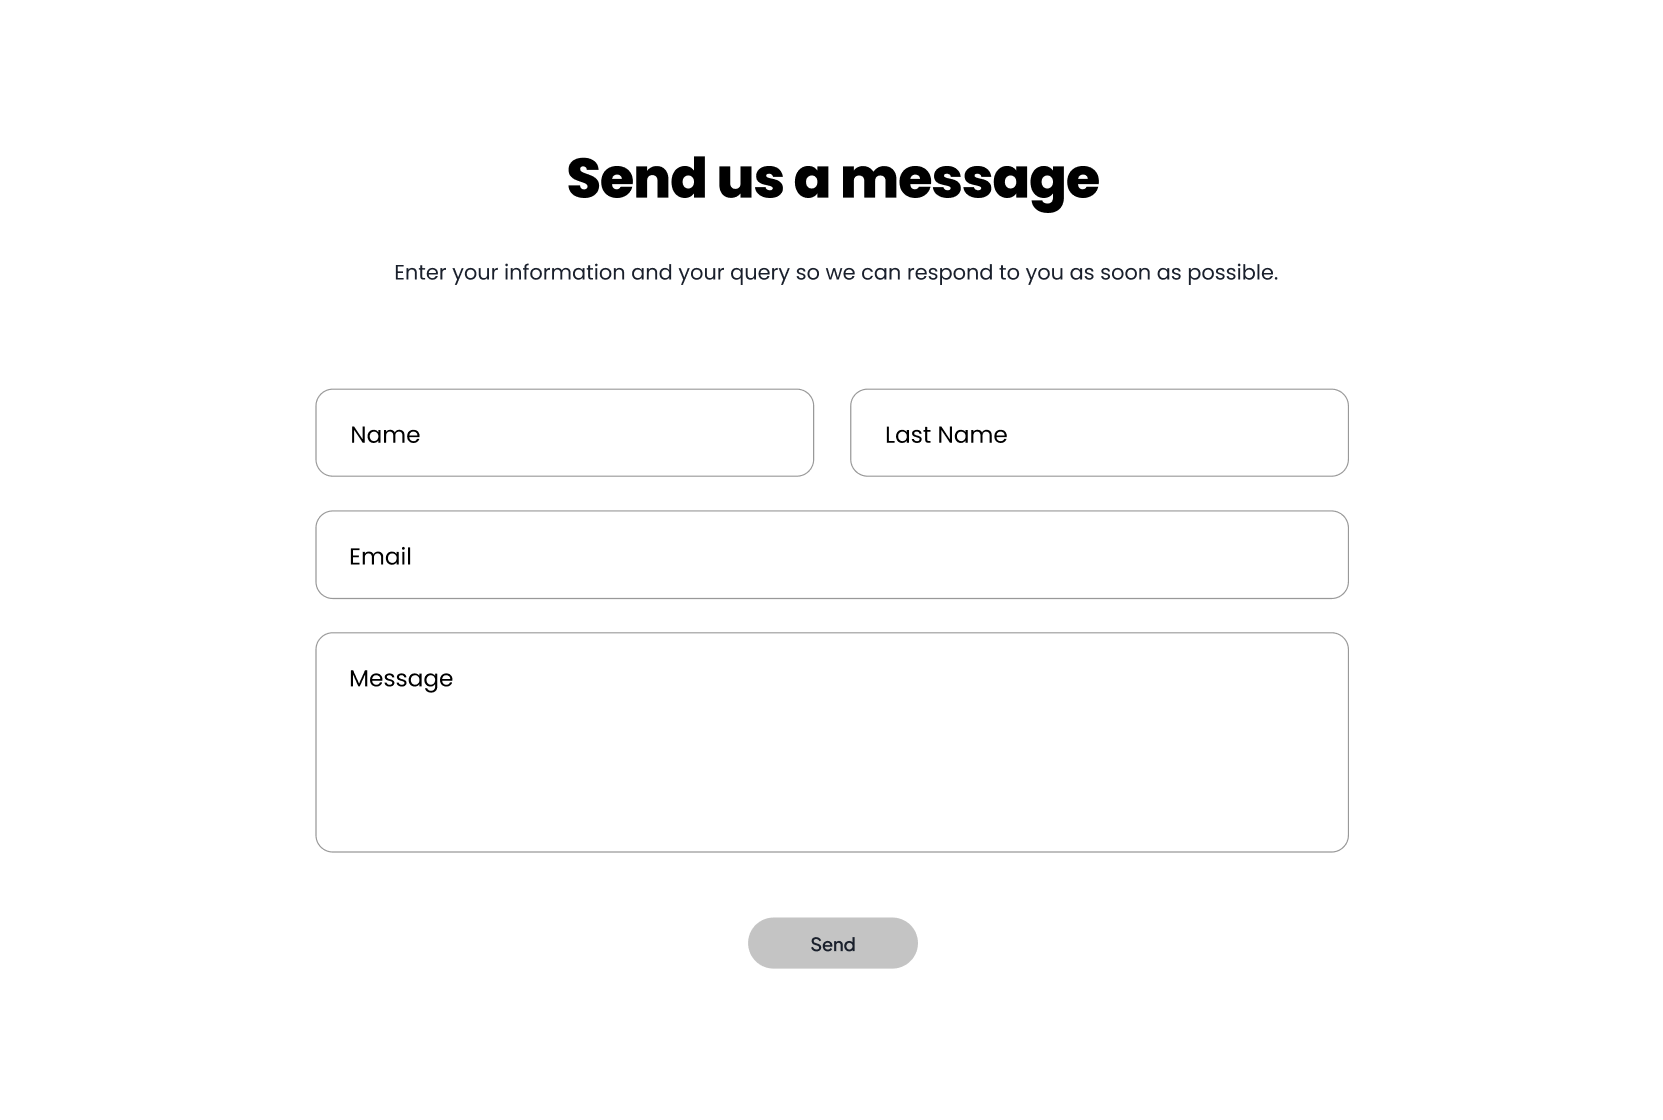 Send us a message
Enter your information and your query so we can respond to you as soon as possible.
Name
Last Name
Email
Message
Send